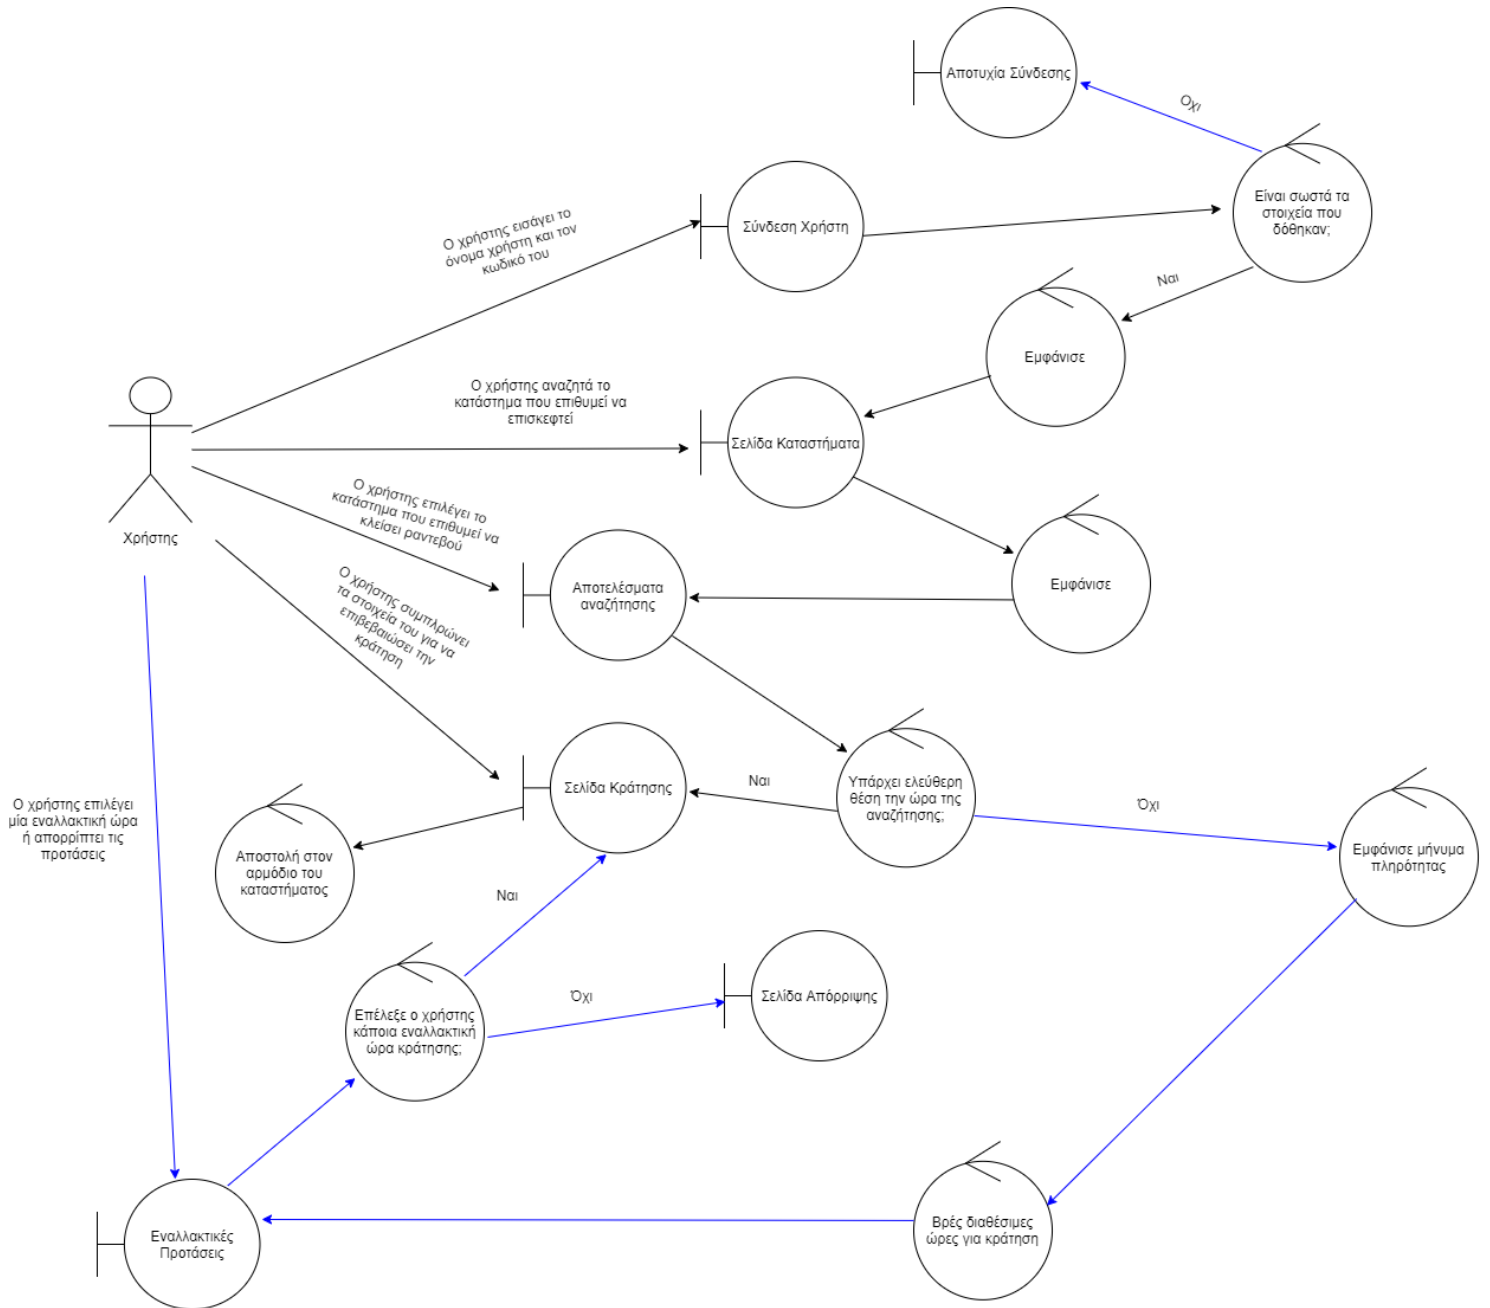 Αποτυχία Σύνδεσης
Οχι
Είναι σωστά τα
στοιχεία που
δόθηκαν;
Ο χρήστης εισάγει το
όνομα χρήστη και τον
κωδικό του
Σύνδεση Χρήστη
Ναι
Εμφάνισε
Ο χρήστης αναζητά το
κατάστημα που επιθυμεί να
επισκεφτεί
Σελίδα Καταστήματα
Χρήστης
Ο χρήστης επιλέγει το
κατάστημα που επιθυμεί να
κλείσει ραντεβού
Αποτελέσματα
αναζήτησης
Εμφάνισε
Ο χρήστης συμπλρώνει
τα στοιχεία του για να
επιβεβαιώσει την
κράτηση
Σελίδα Κράτησης
Ναι
Υπάρχει ελεύθερη
θέση την ώρα της
αναζήτησης;
Όχι
Εμφάνισε μήνυμα
πληρότητας
Ο χρήστης επιλέγει
μία εναλλακτική ώρα
ή απορρίπτει τις
προτάσεις
Αποστολή στον
αρμόδιο του
καταστήματος
Ναι
Επέλεξε ο χρήστης
κάποια εναλλακτική
ώρα κράτησης;
Όχι
Σελίδα Απόρριψης
Εναλλακτικές
Προτάσεις
Βρές διαθέσιμες
ώρες για κράτηση